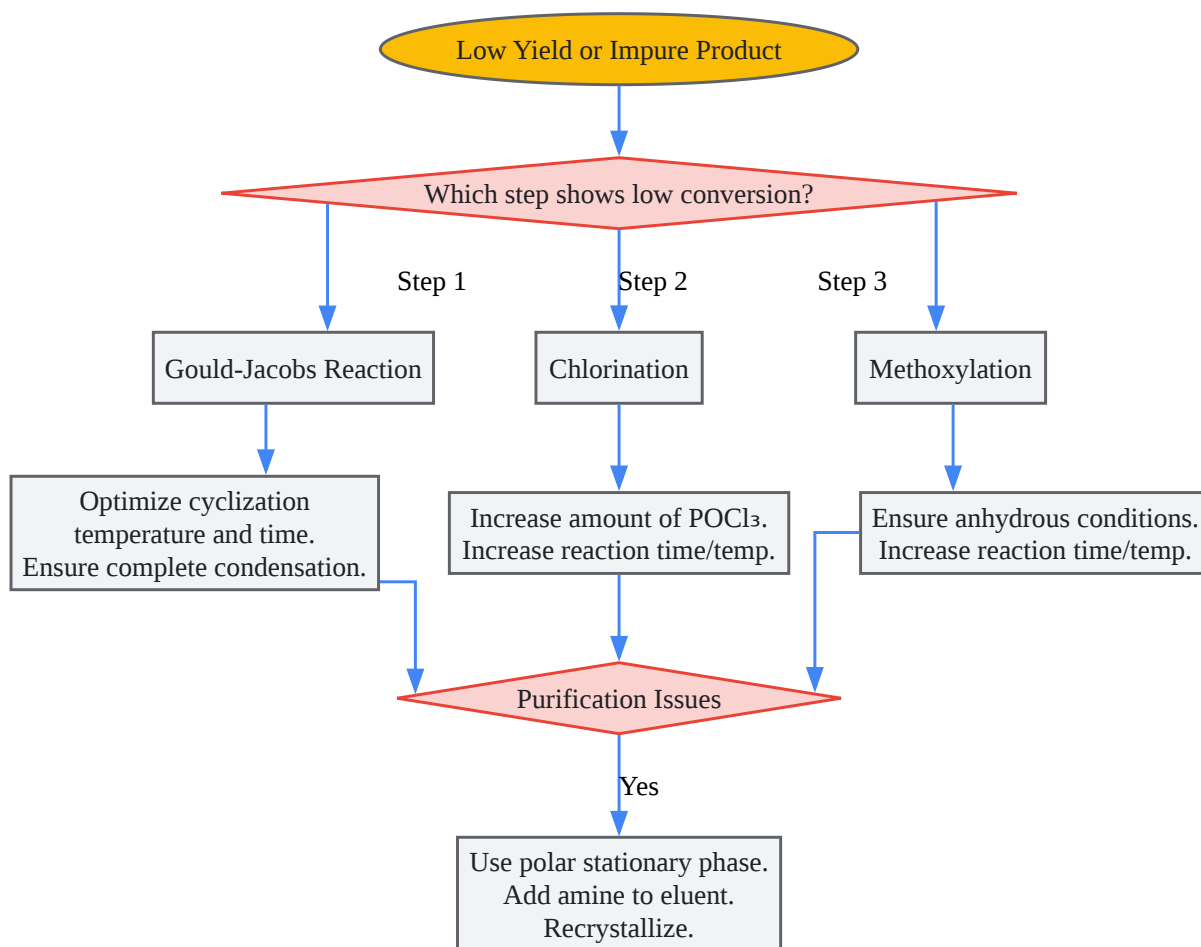 Low Yield or Impure Product
Which step shows low conversion?
Step 1
Step 2
Step 3
Gould-Jacobs Reaction
Chlorination
Methoxylation
Optimize cyclization
temperature and time.
Ensure complete condensation.
Increase amount of POCl₃.
Increase reaction time/temp.
Ensure anhydrous conditions.
Increase reaction time/temp.
Purification Issues
Yes
Use polar stationary phase.
Add amine to eluent.
Recrystallize.